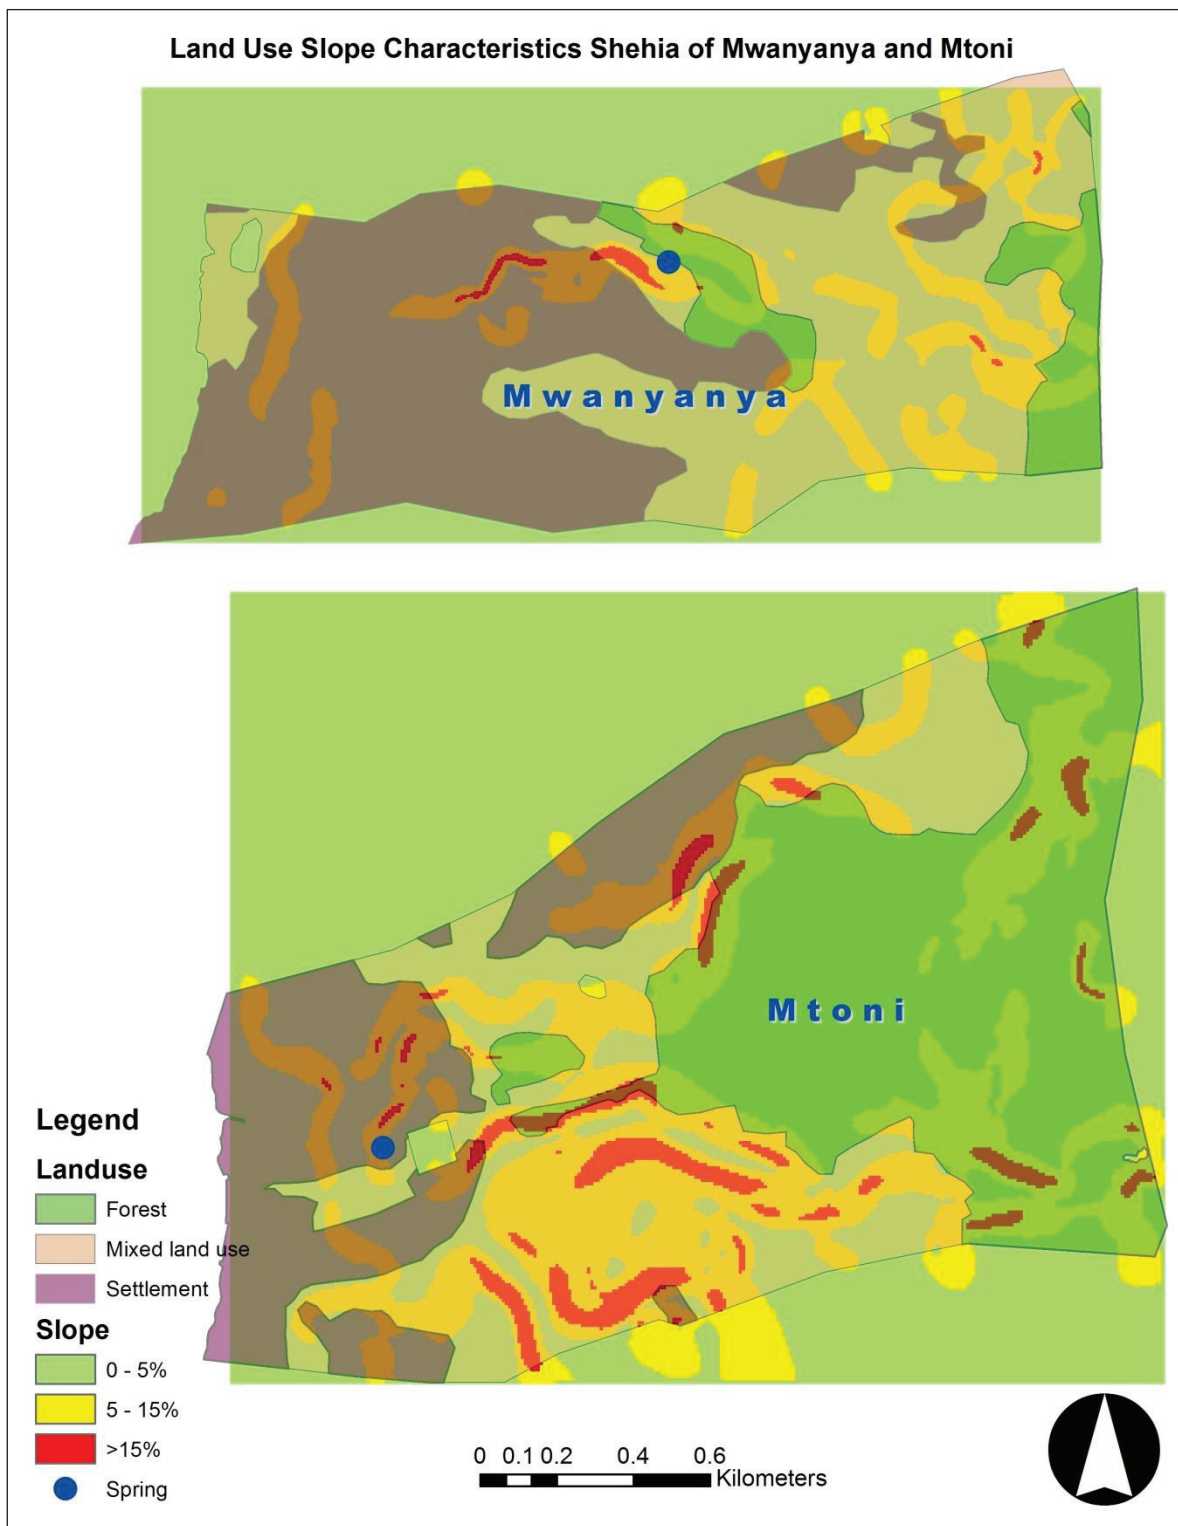 Land Use Slope Characteristics Shehia of Mwanyanya and Mtoni
Mwanyanya
Mtoni
Legend
Landuse
Forest
Mixed land use
Settlement
Slope
0 - 5%
5 - 15%
>15%
Spring
0 0.1 0.2 0.4 0.6
Kilometers